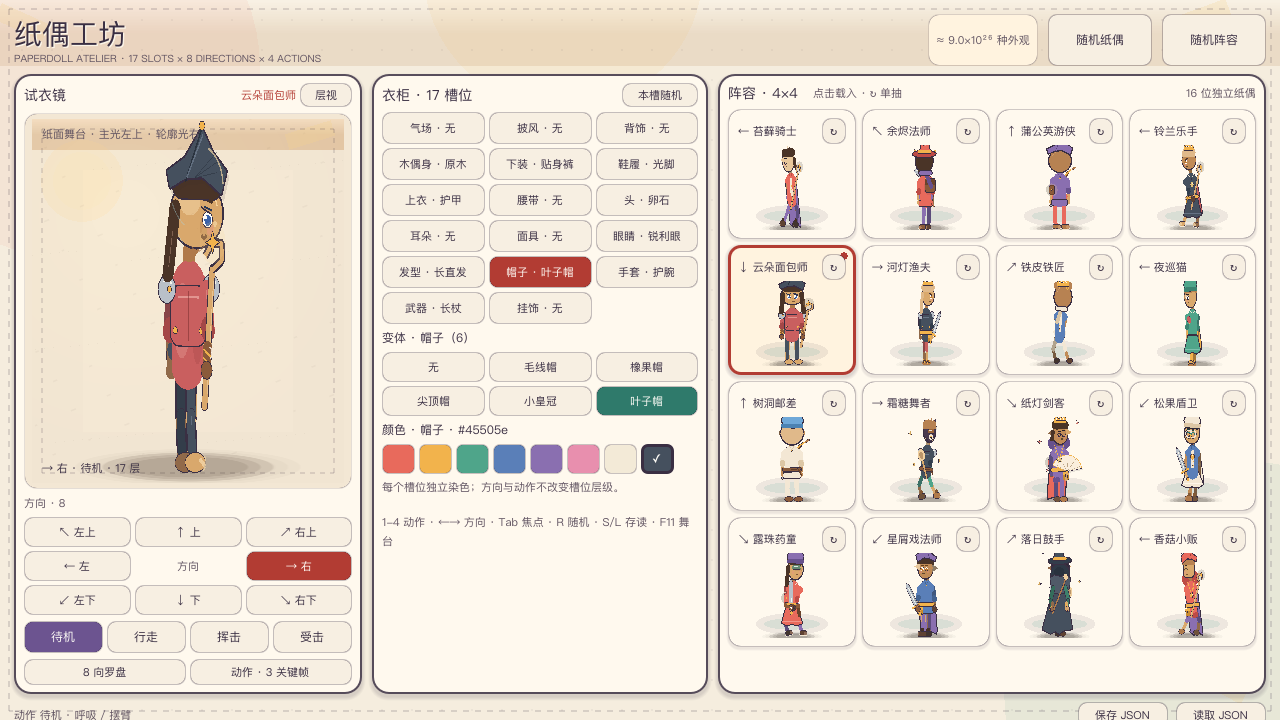 纸偶工坊
PAPERDOLL ATELIER · 17 SLOTS × 8 DIRECTIONS × 4 ACTIONS
≈ 9.0×10²⁶ 种外观
随机纸偶
随机阵容
试衣镜
云朵面包师
层视
纸面舞台 · 主光左上 · 轮廓光右
→ 右 · 待机 · 17 层
方向 · 8
↖ 左上
↑ 上
↗ 右上
← 左
方向
→ 右
↙ 左下
↓ 下
↘ 右下
待机
行走
挥击
受击
8 向罗盘
动作 · 3 关键帧
动作 待机 · 呼吸 / 摆臂
衣柜 · 17 槽位
本槽随机
气场 · 无
披风 · 无
背饰 · 无
木偶身 · 原木
下装 · 贴身裤
鞋履 · 光脚
上衣 · 护甲
腰带 · 无
头 · 卵石
耳朵 · 无
面具 · 无
眼睛 · 锐利眼
发型 · 长直发
帽子 · 叶子帽
手套 · 护腕
武器 · 长杖
挂饰 · 无
变体 · 帽子（6）
无
毛线帽
橡果帽
尖顶帽
小皇冠
叶子帽
颜色 · 帽子 · #45505e
✓
每个槽位独立染色；方向与动作不改变槽位层级。
1–4 动作 · ←→ 方向 · Tab 焦点 · R 随机 · S/L 存读 · F11 舞
台
阵容 · 4×4
点击载入 · ↻ 单抽
16 位独立纸偶
← 苔藓骑士 ↻
↖ 余烬法师 ↻
↑ 蒲公英游侠 ↻
← 铃兰乐手 ↻
↓ 云朵面包师 ↻
→ 河灯渔夫 ↻
↗ 铁皮铁匠 ↻
← 夜巡猫 ↻
↑ 树洞邮差 ↻
→ 霜糖舞者 ↻
↘ 纸灯剑客 ↻
↙ 松果盾卫 ↻
↘ 露珠药童 ↻
↙ 星屑戏法师 ↻
↗ 落日鼓手 ↻
← 香菇小贩 ↻
保存 JSON
读取 JSON